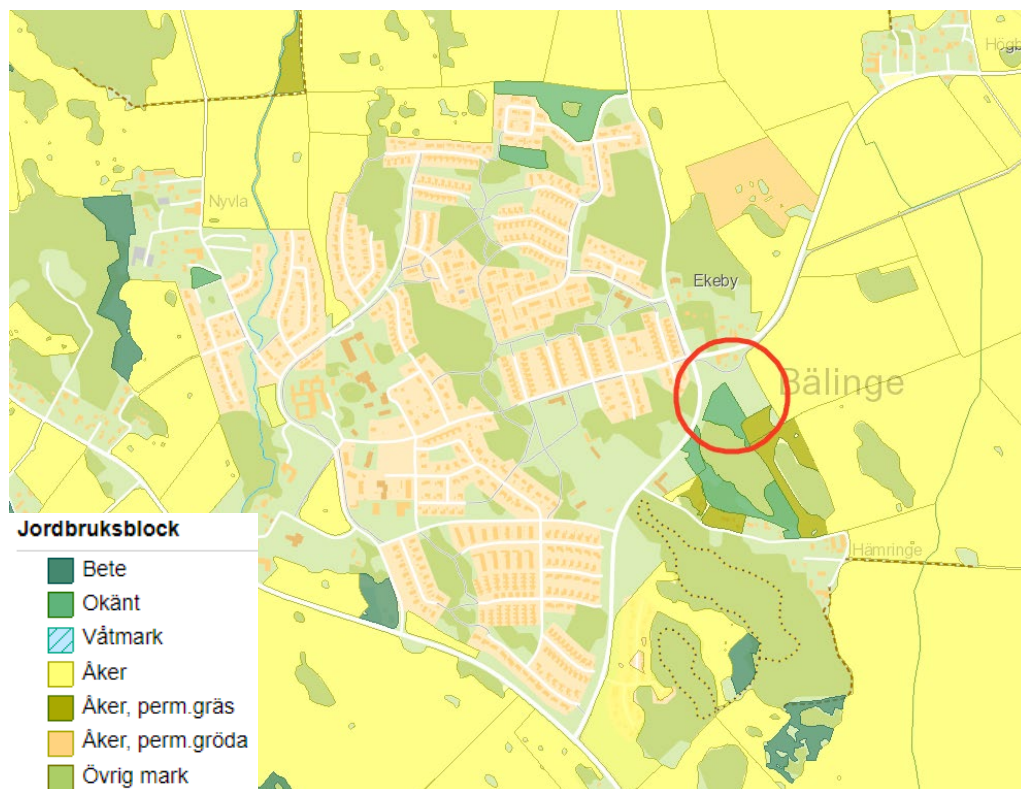 Nyvla
Ekeby
Bälinge
Hämringe
Jordbruksblock
Bete
Okänt
Våtmark
Åker
Åker, perm.gräs
Åker, perm.gröda
Övrig mark